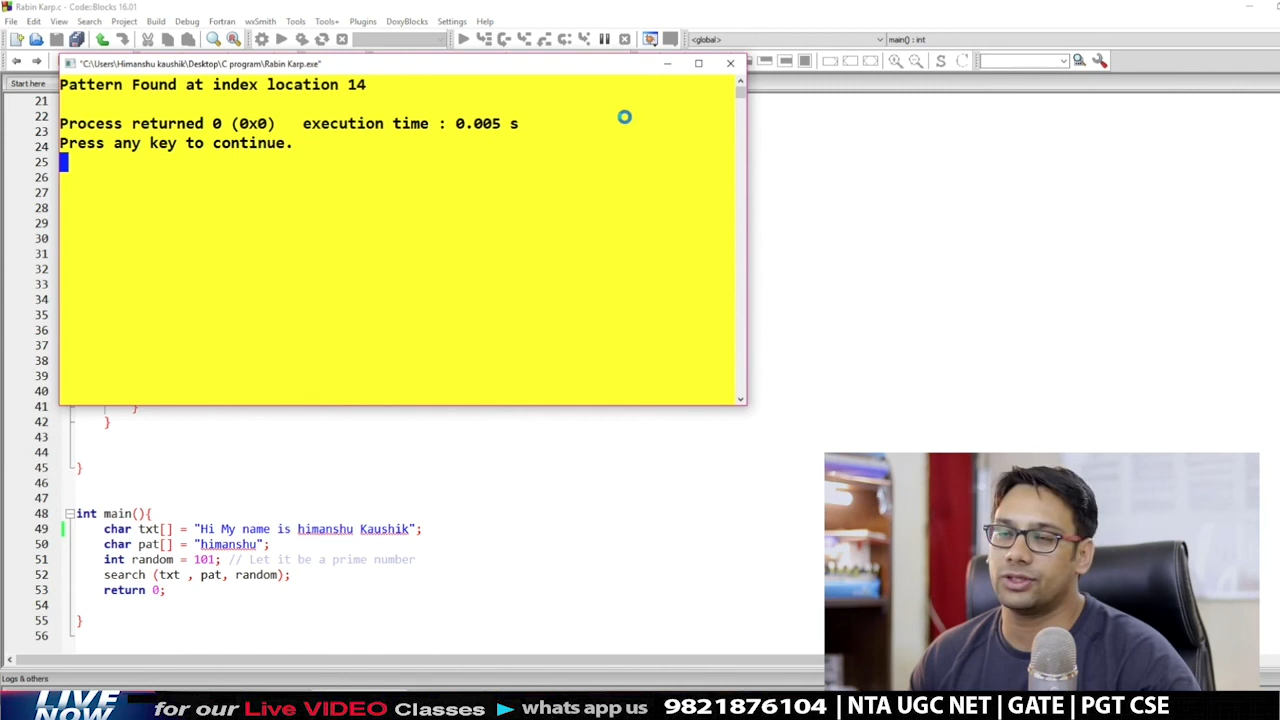 Rabin Karp.c - Code::Blocks 16.01
File Edit View Search Project Build Debug Fortran wxSmith Tools Tools+ Plugins DoxyBlocks Settings Help
<global> main() : int
"C:\Users\Himanshu kaushik\Desktop\C program\Rabin Karp.exe"
Start here
Pattern Found at index location 14
Process returned 0 (0x0)   execution time : 0.005 s
Press any key to continue.
21
22
23
24
25
26
27
28
29
30
31
32
33
34
35
36
37
38
39
40
41 }
42 }
43
44
45 }
46
47
48 int main(){
49 char txt[] = "Hi My name is himanshu Kaushik";
50 char pat[] = "himanshu";
51 int random = 101; // Let it be a prime number
52 search (txt , pat, random);
53 return 0;
54
55 }
56
Logs & others
LIVE NOW for our Live VIDEO Classes whats app us 9821876104 | NTA UGC NET | GATE | PGT CSE